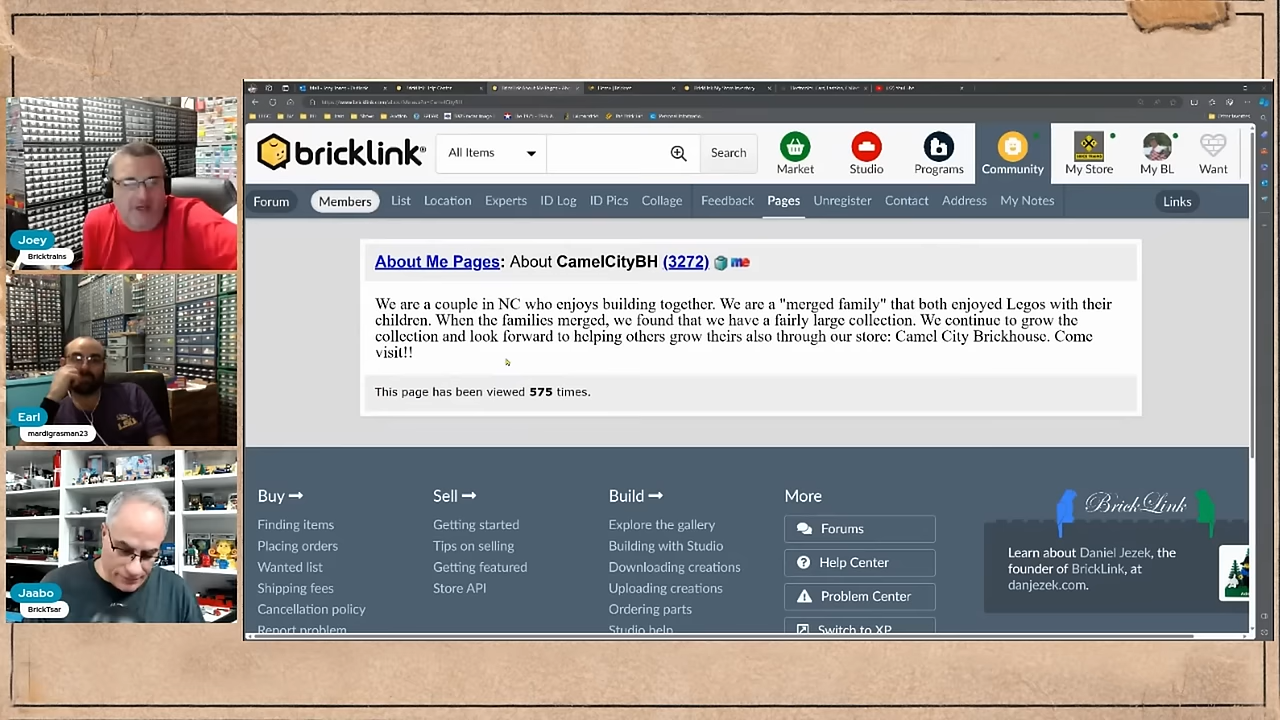 Joey
Bricktrains
Earl
mardigrasman23
Jaabo
BrickTsar
bricklink
All Items
Search
Market
Studio
Programs
Community
My Store
My BL
Want
Forum
Members
List
Location
Experts
ID Log
ID Pics
Collage
Feedback
Pages
Unregister
Contact
Address
My Notes
Links
About Me Pages: About CamelCityBH (3272) me
We are a couple in NC who enjoys building together. We are a "merged family" that both enjoyed Legos with their
children. When the families merged, we found that we have a fairly large collection. We continue to grow the
collection and look forward to helping others grow theirs also through our store: Camel City Brickhouse. Come
visit!!
This page has been viewed 575 times.
Buy
Finding items
Placing orders
Wanted list
Shipping fees
Cancellation policy
Report problem
Sell
Getting started
Tips on selling
Getting featured
Store API
Build
Explore the gallery
Building with Studio
Downloading creations
Uploading creations
Ordering parts
Studio help
More
Forums
Help Center
Problem Center
Switch to XP
BrickLink
Learn about Daniel Jezek, the
founder of BrickLink, at
danjezek.com.